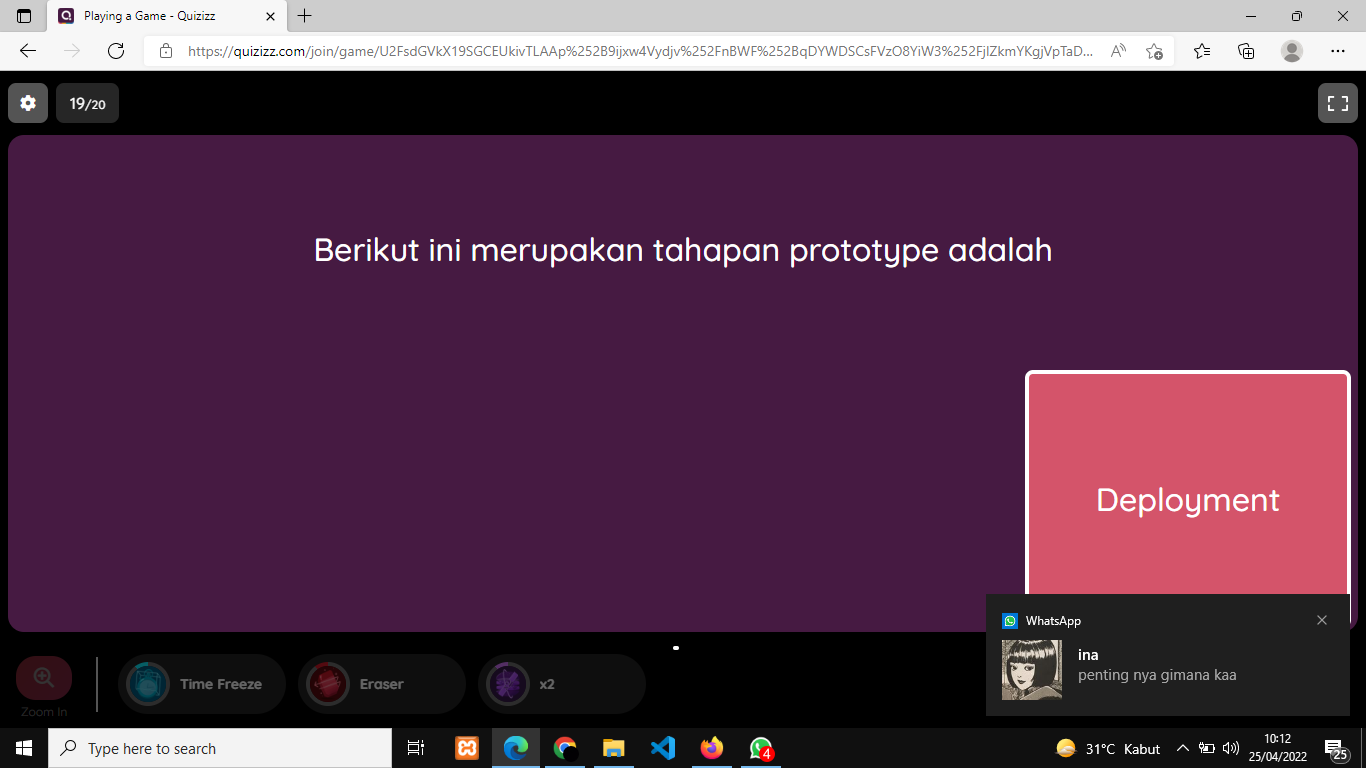 Playing a Game - Quizizz
https://quizizz.com/join/game/U2FsdGVkX19SGCEUkivTLAAp%252B9ijxw4Vydjv%252FnBWF%252BqDYWDSCsFVzO8YiW3%252FjIZkmYKgjVpTaD...
19/20
Berikut ini merupakan tahapan prototype adalah
Deployment
WhatsApp
ina
penting nya gimana kaa
Zoom In
Time Freeze
Eraser
x2
Type here to search
4
31°C Kabut
10:12
25/04/2022
25